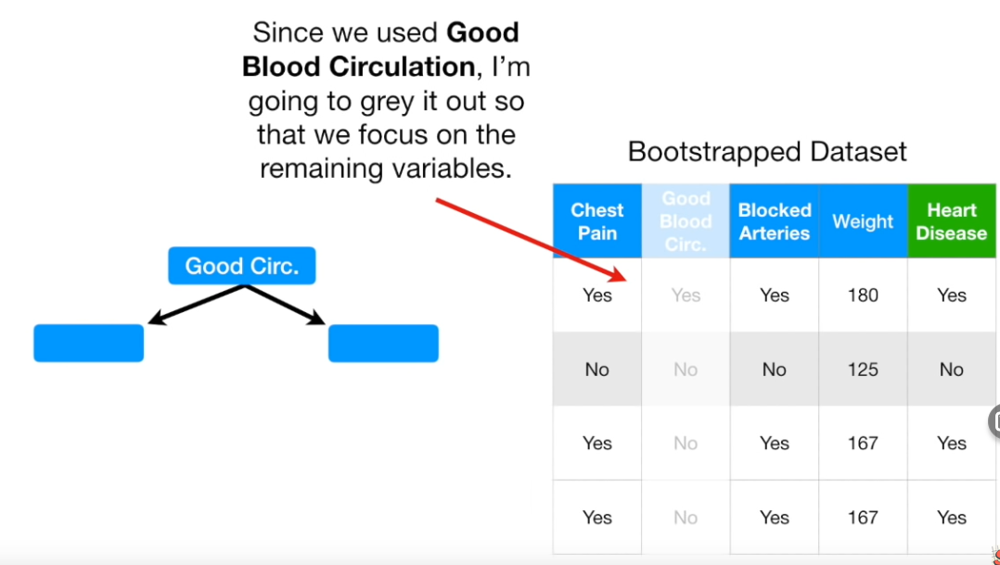 Since we used Good
Blood Circulation, I'm
going to grey it out so
that we focus on the
remaining variables.
Bootstrapped Dataset
Good Circ.
Chest Pain Good Blood Circ. Blocked Arteries Weight Heart Disease
Yes Yes Yes 180 Yes
No No No 125 No
Yes No Yes 167 Yes
Yes No Yes 167 Yes